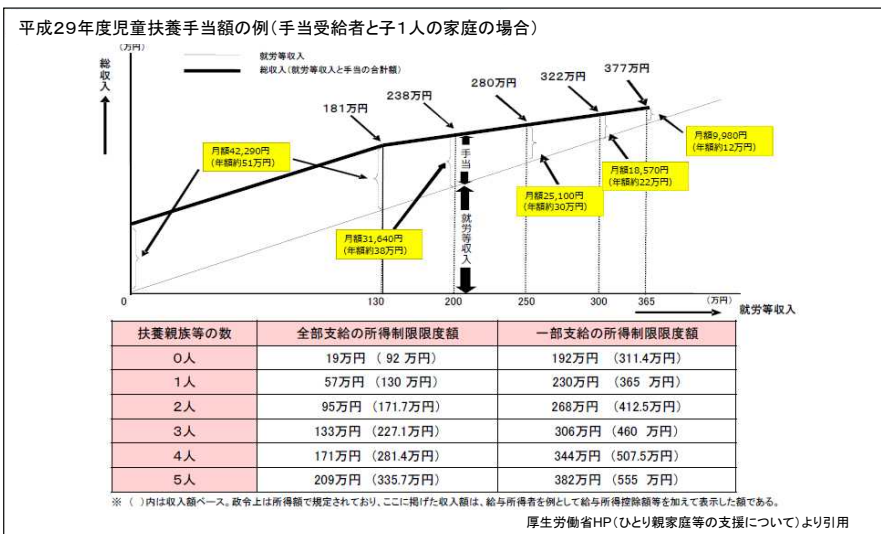 平成29年度児童扶養手当額の例（手当受給者と子1人の家庭の場合）
(万円)
総収入
就労等収入
総収入(就労等収入と手当の合計額)
181万円
238万円
280万円
322万円
377万円
月額42,290円
（年額約51万円）
月額31,640円
（年額約38万円）
月額25,100円
（年額約30万円）
月額18,570円
（年額約22万円）
月額9,980円
（年額約12万円）
手当
就労等収入
0
130
200
250
300
365
(万円)
就労等収入
扶養親族等の数 全部支給の所得制限限度額 一部支給の所得制限限度額
0人 19万円 （ 92 万円） 192万円 （311.4万円）
1人 57万円 （130 万円） 230万円 （365 万円）
2人 95万円 （171.7万円） 268万円 （412.5万円）
3人 133万円 （227.1万円） 306万円 （460 万円）
4人 171万円 （281.4万円） 344万円 （507.5万円）
5人 209万円 （335.7万円） 382万円 （555 万円）
※ （ ）内は収入額ベース。政令上は所得額で規定されており、ここに掲げた収入額は、給与所得者を例として給与所得控除額等を加えて表示した額である。
厚生労働省HP（ひとり親家庭等の支援について）より引用